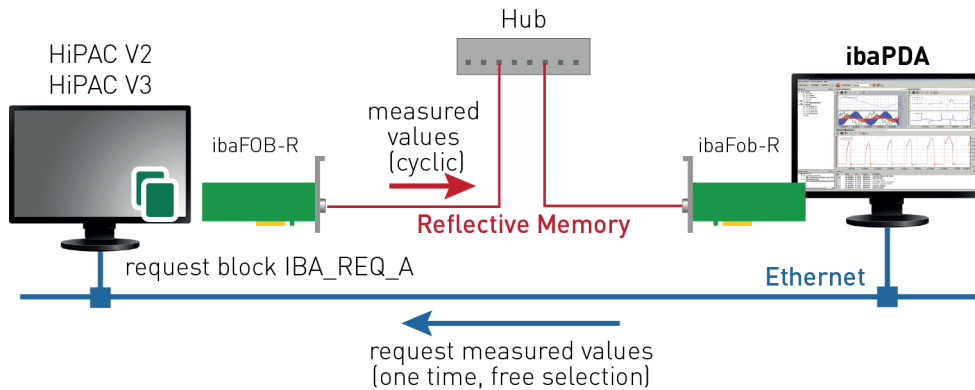 Hub
HiPAC V2
HiPAC V3
ibaPDA
measured
values
(cyclic)
ibaFOB-R
ibaFob-R
Reflective Memory
request block IBA_REQ_A
Ethernet
request measured values
(one time, free selection)